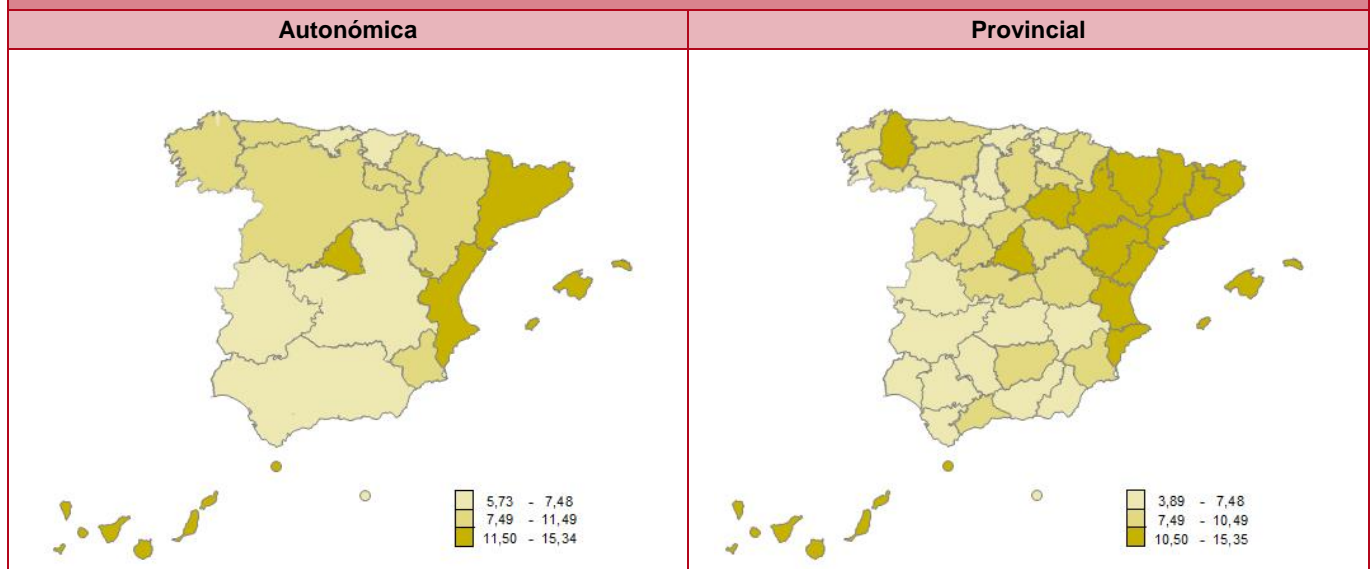 Autonómica
Provincial
5,73 - 7,48
7,49 - 11,49
11,50 - 15,34
3,89 - 7,48
7,49 - 10,49
10,50 - 15,35